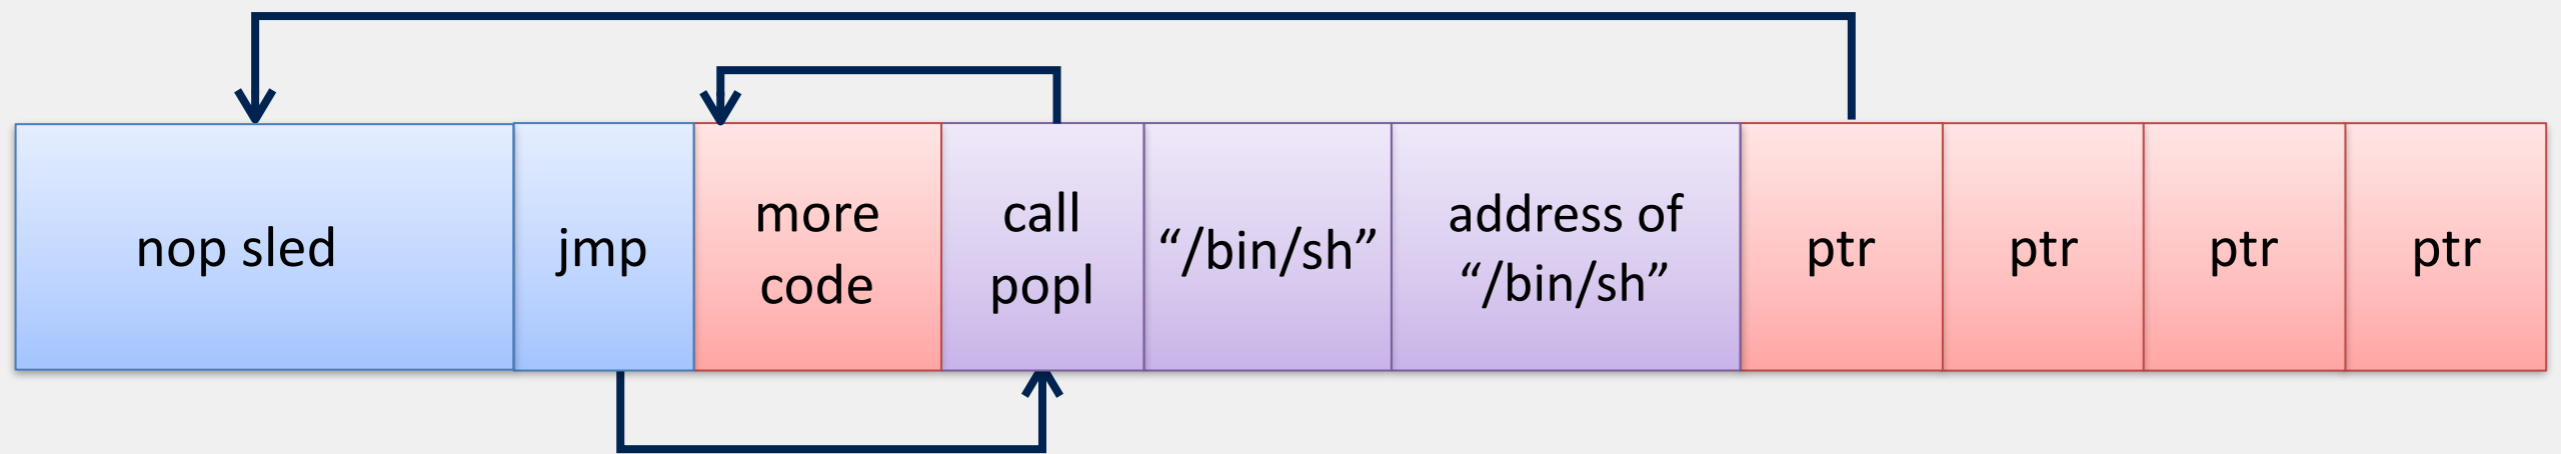 nop sled
jmp
more
code
call
popl
“/bin/sh”
address of
“/bin/sh”
ptr
ptr
ptr
ptr